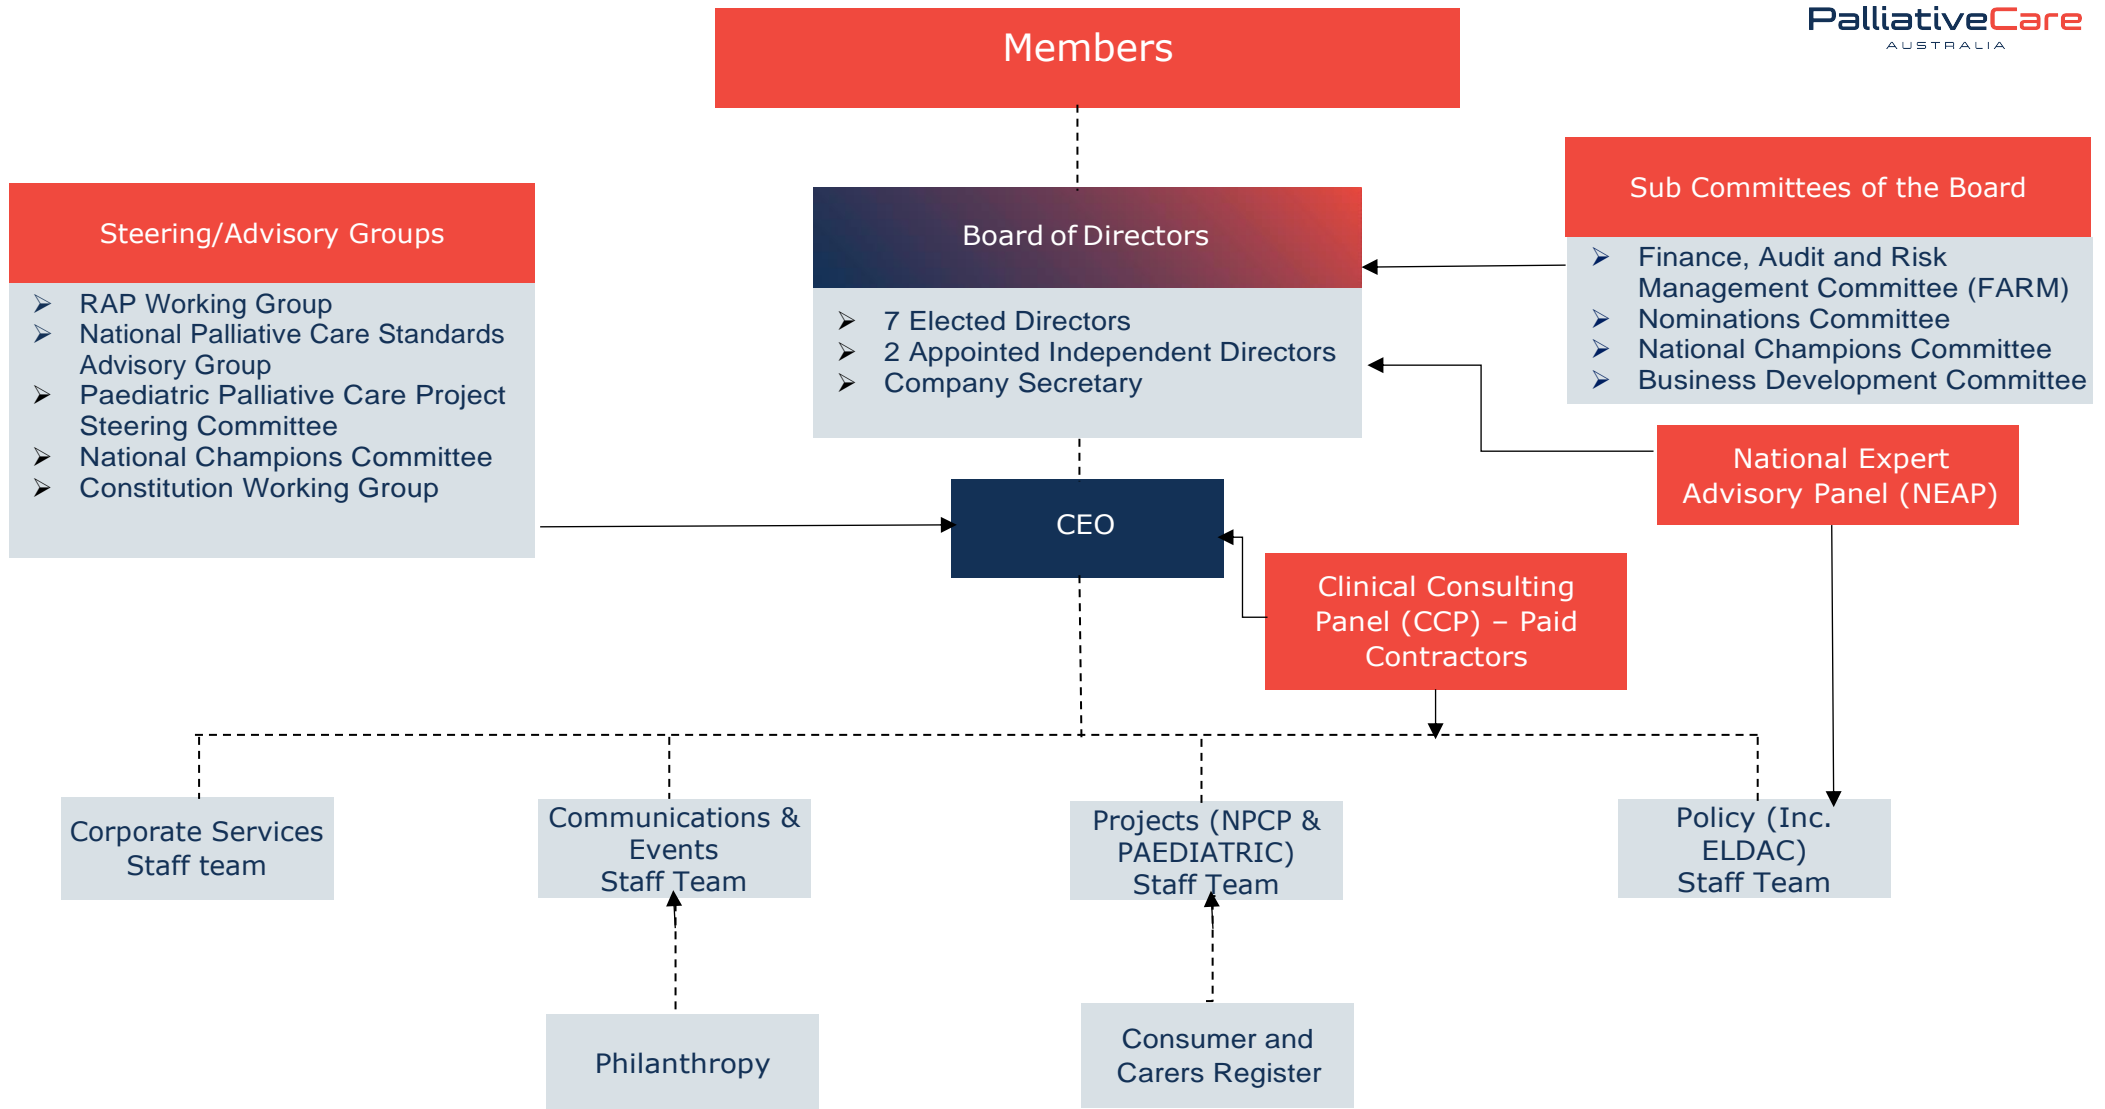 PalliativeCare
AUSTRALIA
Members
Steering/Advisory Groups
RAP Working Group
National Palliative Care Standards
Advisory Group
Paediatric Palliative Care Project
Steering Committee
National Champions Committee
Constitution Working Group
Board of Directors
7 Elected Directors
2 Appointed Independent Directors
Company Secretary
Sub Committees of the Board
Finance, Audit and Risk
Management Committee (FARM)
Nominations Committee
National Champions Committee
Business Development Committee
National Expert
Advisory Panel (NEAP)
CEO
Clinical Consulting
Panel (CCP) – Paid
Contractors
Corporate Services
Staff team
Communications &
Events
Staff Team
Projects (NPCP &
PAEDIATRIC)
Staff Team
Policy (Inc.
ELDAC)
Staff Team
Philanthropy
Consumer and
Carers Register